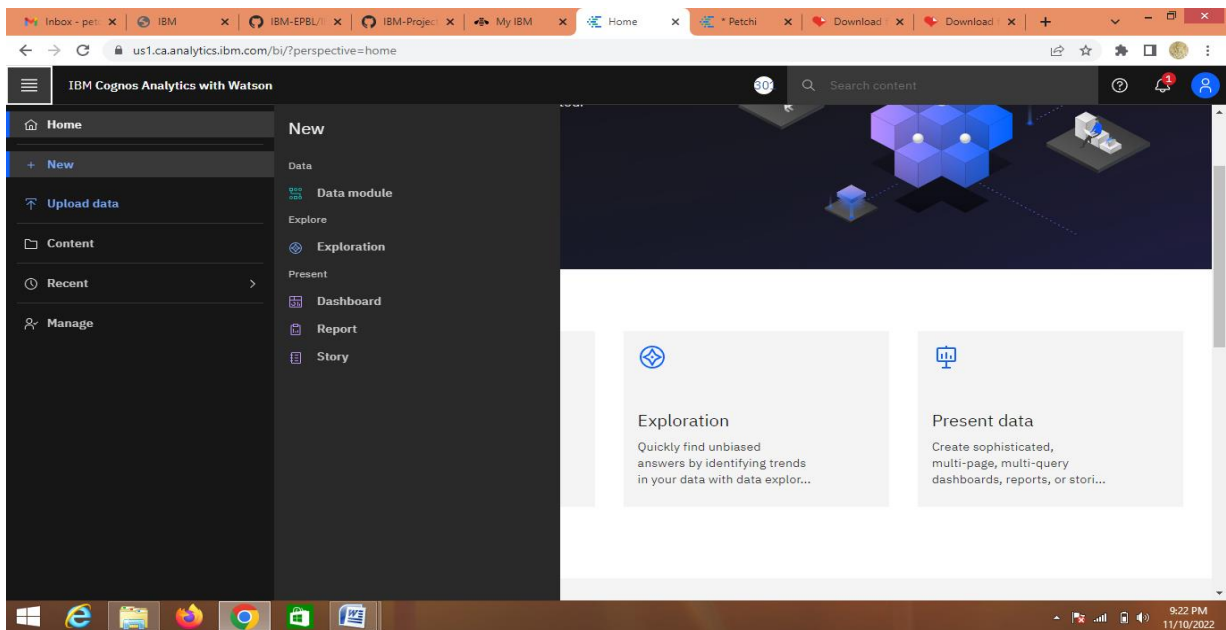 Inbox - pet
IBM
IBM-EPBL/
IBM-Project
My IBM
Home
* Petchi
Download
Download
us1.ca.analytics.ibm.com/bi/?perspective=home
IBM Cognos Analytics with Watson
30
Search content
1
Home
New
Upload data
Content
Recent
Manage
New
Data
Data module
Explore
Exploration
Present
Dashboard
Report
Story
Exploration
Quickly find unbiased
answers by identifying trends
in your data with data explor...
Present data
Create sophisticated,
multi-page, multi-query
dashboards, reports, or stori...
9:22 PM
11/10/2022